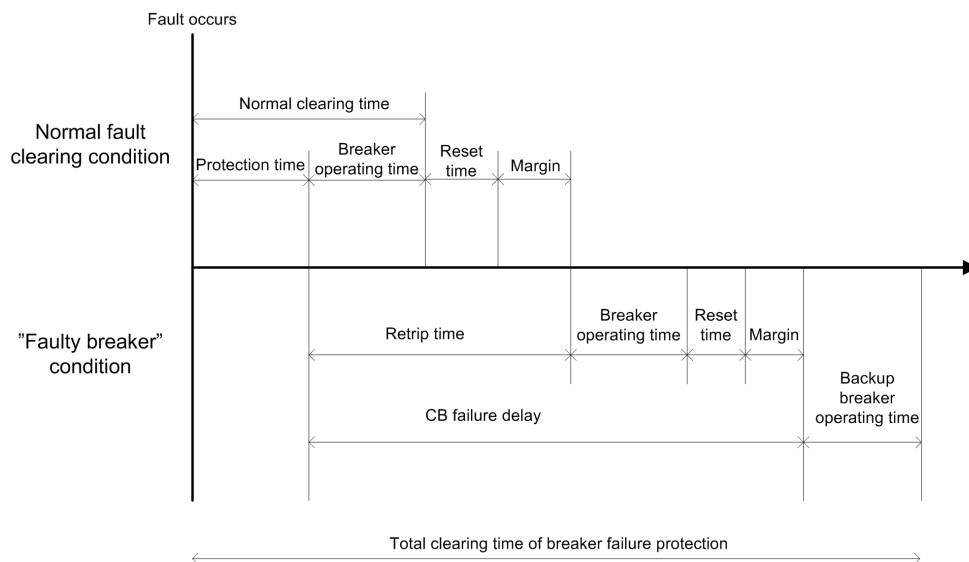 Fault occurs
Normal clearing time
Normal fault
clearing condition
Protection time
Breaker
operating time
Reset
time
Margin
”Faulty breaker”
condition
Retrip time
Breaker
operating time
Reset
time
Margin
CB failure delay
Backup
breaker
operating time
Total clearing time of breaker failure protection